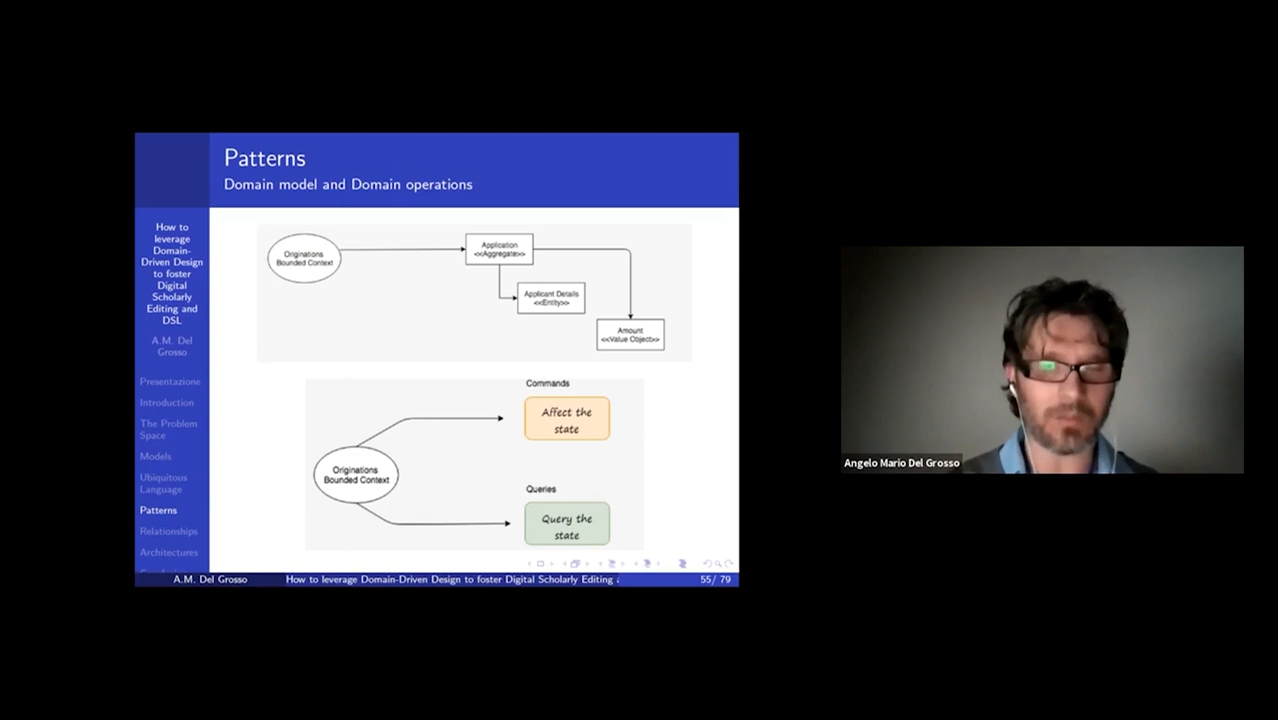 Patterns
Domain model and Domain operations
How to
leverage
Domain-
Driven Design
to foster
Digital
Scholarly
Editing and
DSL
A.M. Del
Grosso
Presentazione
Introduction
The Problem
Space
Models
Ubiquitous
Language
Patterns
Relationships
Architectures
Originations
Bounded Context
Application
<<Aggregate>>
Applicant Details
<<Entity>>
Amount
<<Value Object>>
Commands
Affect the
state
Originations
Bounded Context
Queries
Query the
state
A.M. Del Grosso
How to leverage Domain-Driven Design to foster Digital Scholarly Editing
55/ 79
Angelo Mario Del Grosso